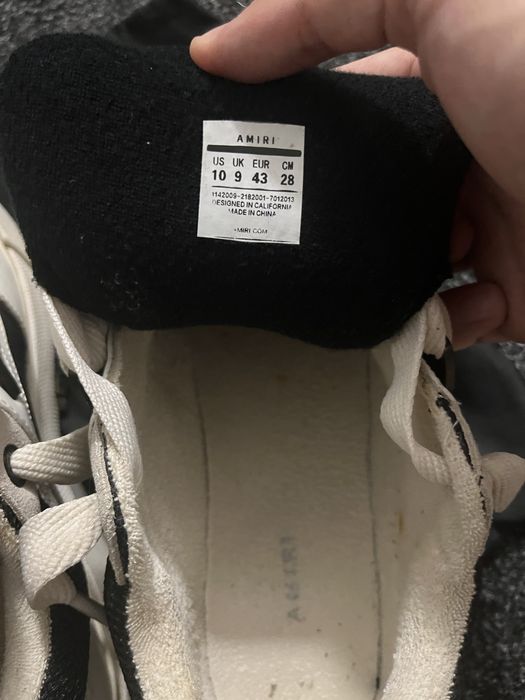 AMIRI
US UK EUR CM
10 9 43 28
1142009-2182001-7012013
DESIGNED IN CALIFORNIA
MADE IN CHINA
AMIRI.COM
AMIRI